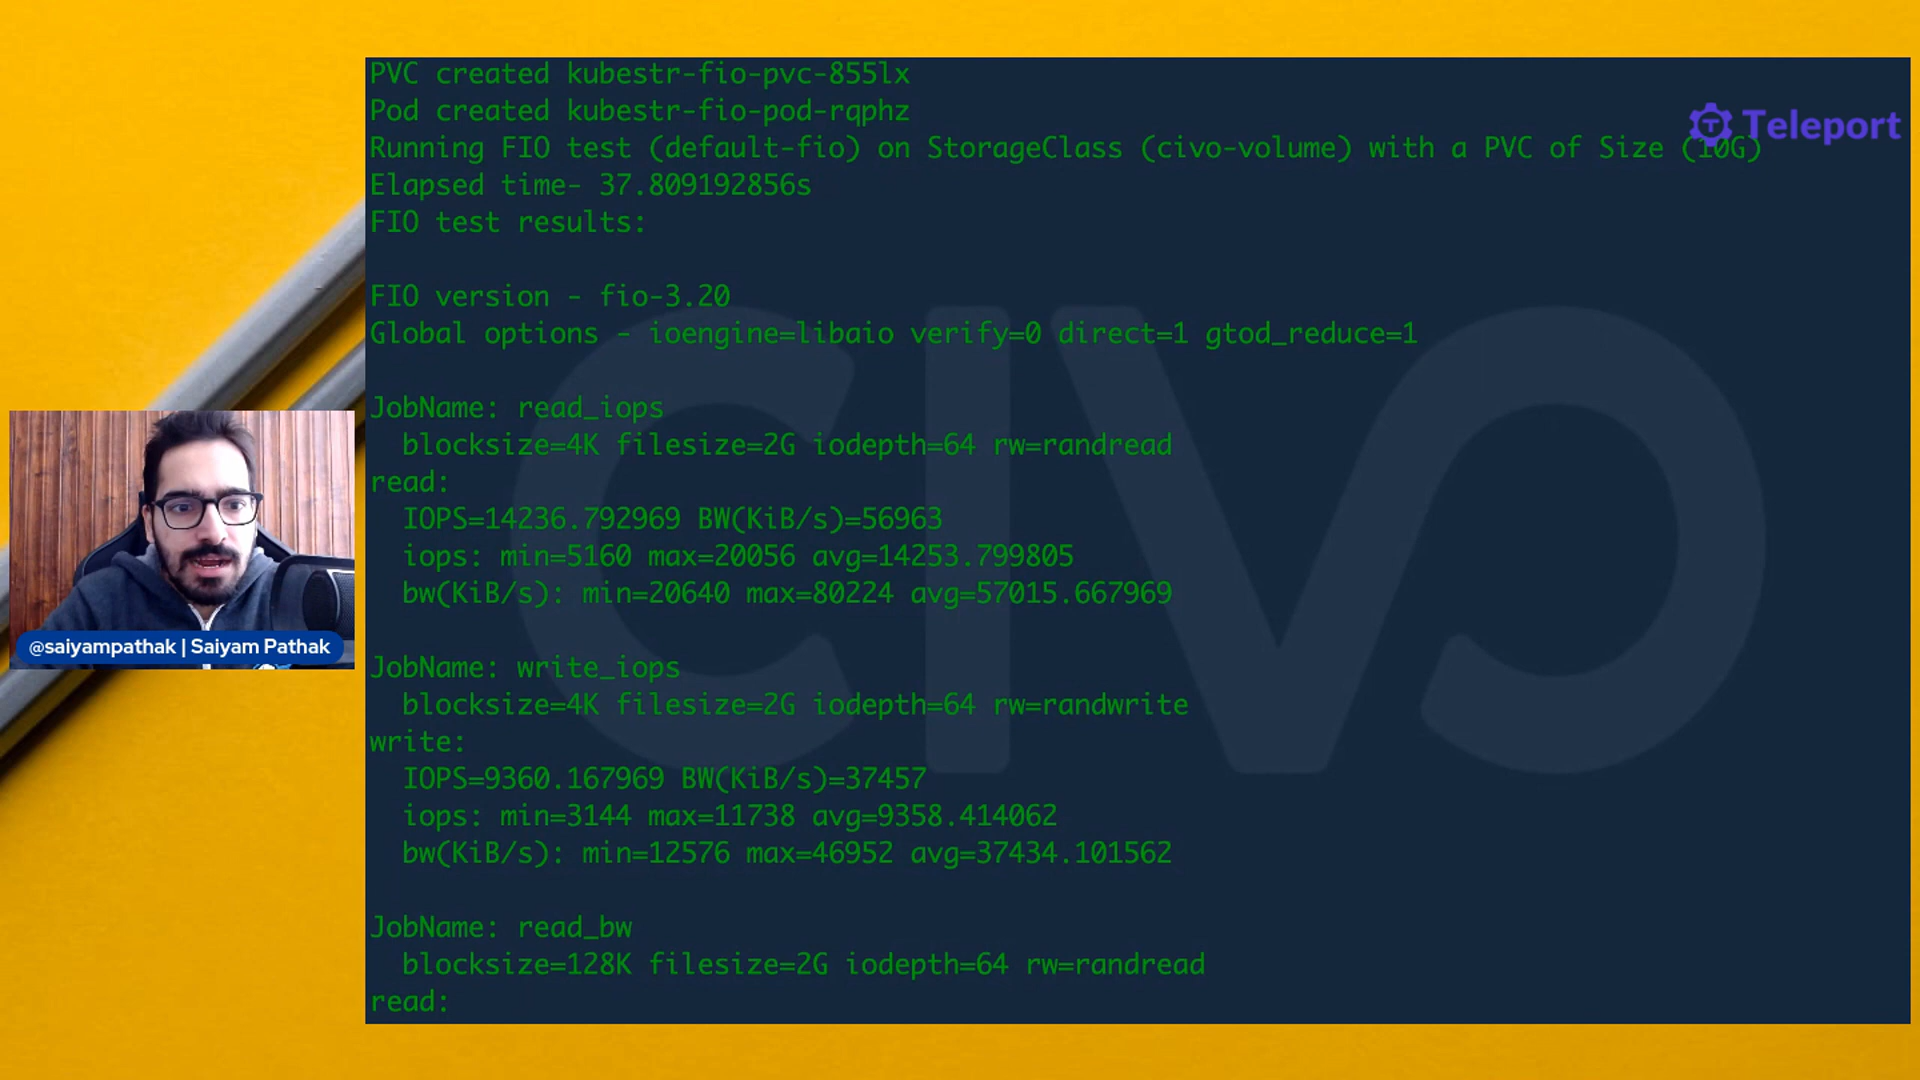 PVC created kubestr-fio-pvc-855lx
Pod created kubestr-fio-pod-rqphz
Teleport
Running FIO test (default-fio) on StorageClass (civo-volume) with a PVC of Size (10G)
Elapsed time- 37.809192856s
FIO test results:
FIO version - fio-3.20
Global options - ioengine=libaio verify=0 direct=1 gtod_reduce=1
JobName: read_iops
blocksize=4K filesize=2G iodepth=64 rw=randread
read:
IOPS=14236.792969 BW(KiB/s)=56963
iops: min=5160 max=20056 avg=14253.799805
bw(KiB/s): min=20640 max=80224 avg=57015.667969
JobName: write_iops
blocksize=4K filesize=2G iodepth=64 rw=randwrite
write:
IOPS=9360.167969 BW(KiB/s)=37457
iops: min=3144 max=11738 avg=9358.414062
bw(KiB/s): min=12576 max=46952 avg=37434.101562
JobName: read_bw
blocksize=128K filesize=2G iodepth=64 rw=randread
read:
CIVO
@saiyampathak | Saiyam Pathak